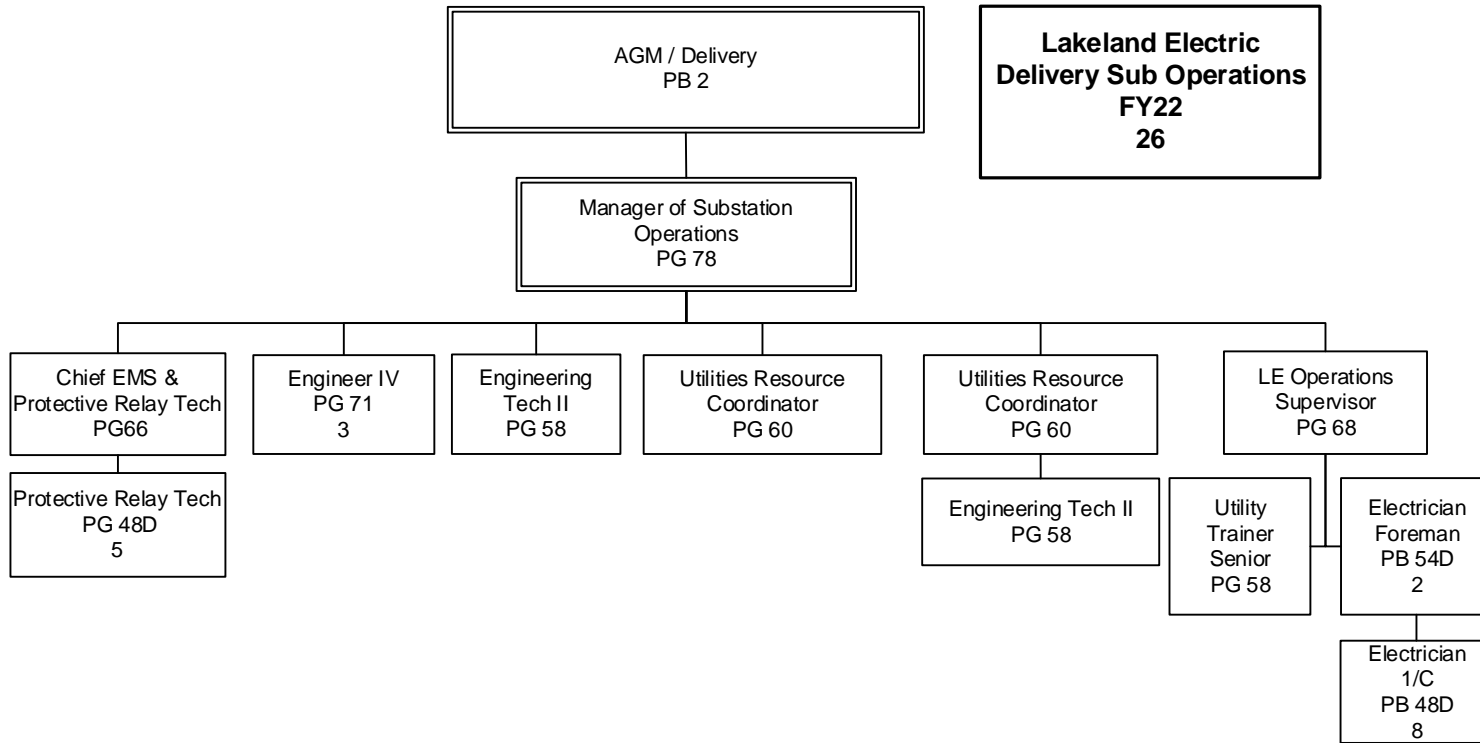 AGM / Delivery
PB 2
Lakeland Electric
Delivery Sub Operations
FY22
26
Manager of Substation
Operations
PG 78
Chief EMS &
Protective Relay Tech
PG66
Engineer IV
PG 71
3
Engineering
Tech II
PG 58
Utilities Resource
Coordinator
PG 60
Utilities Resource
Coordinator
PG 60
LE Operations
Supervisor
PG 68
Protective Relay Tech
PG 48D
5
Engineering Tech II
PG 58
Utility
Trainer
Senior
PG 58
Electrician
Foreman
PB 54D
2
Electrician
1/C
PB 48D
8